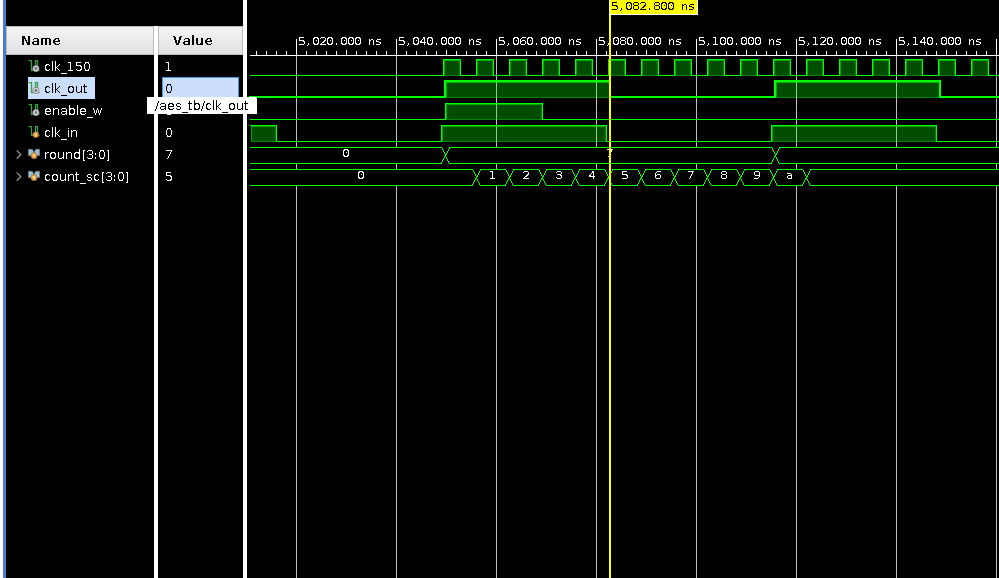 5,082.800 ns
Name Value
5,020.000 ns 5,040.000 ns 5,060.000 ns 5,080.000 ns 5,100.000 ns 5,120.000 ns 5,140.000 ns
clk_150 1
clk_out 0
/aes_tb/clk_out
enable_w
clk_in 0
round[3:0] 7 0 7
count_sc[3:0] 5 0 1 2 3 4 5 6 7 8 9 a